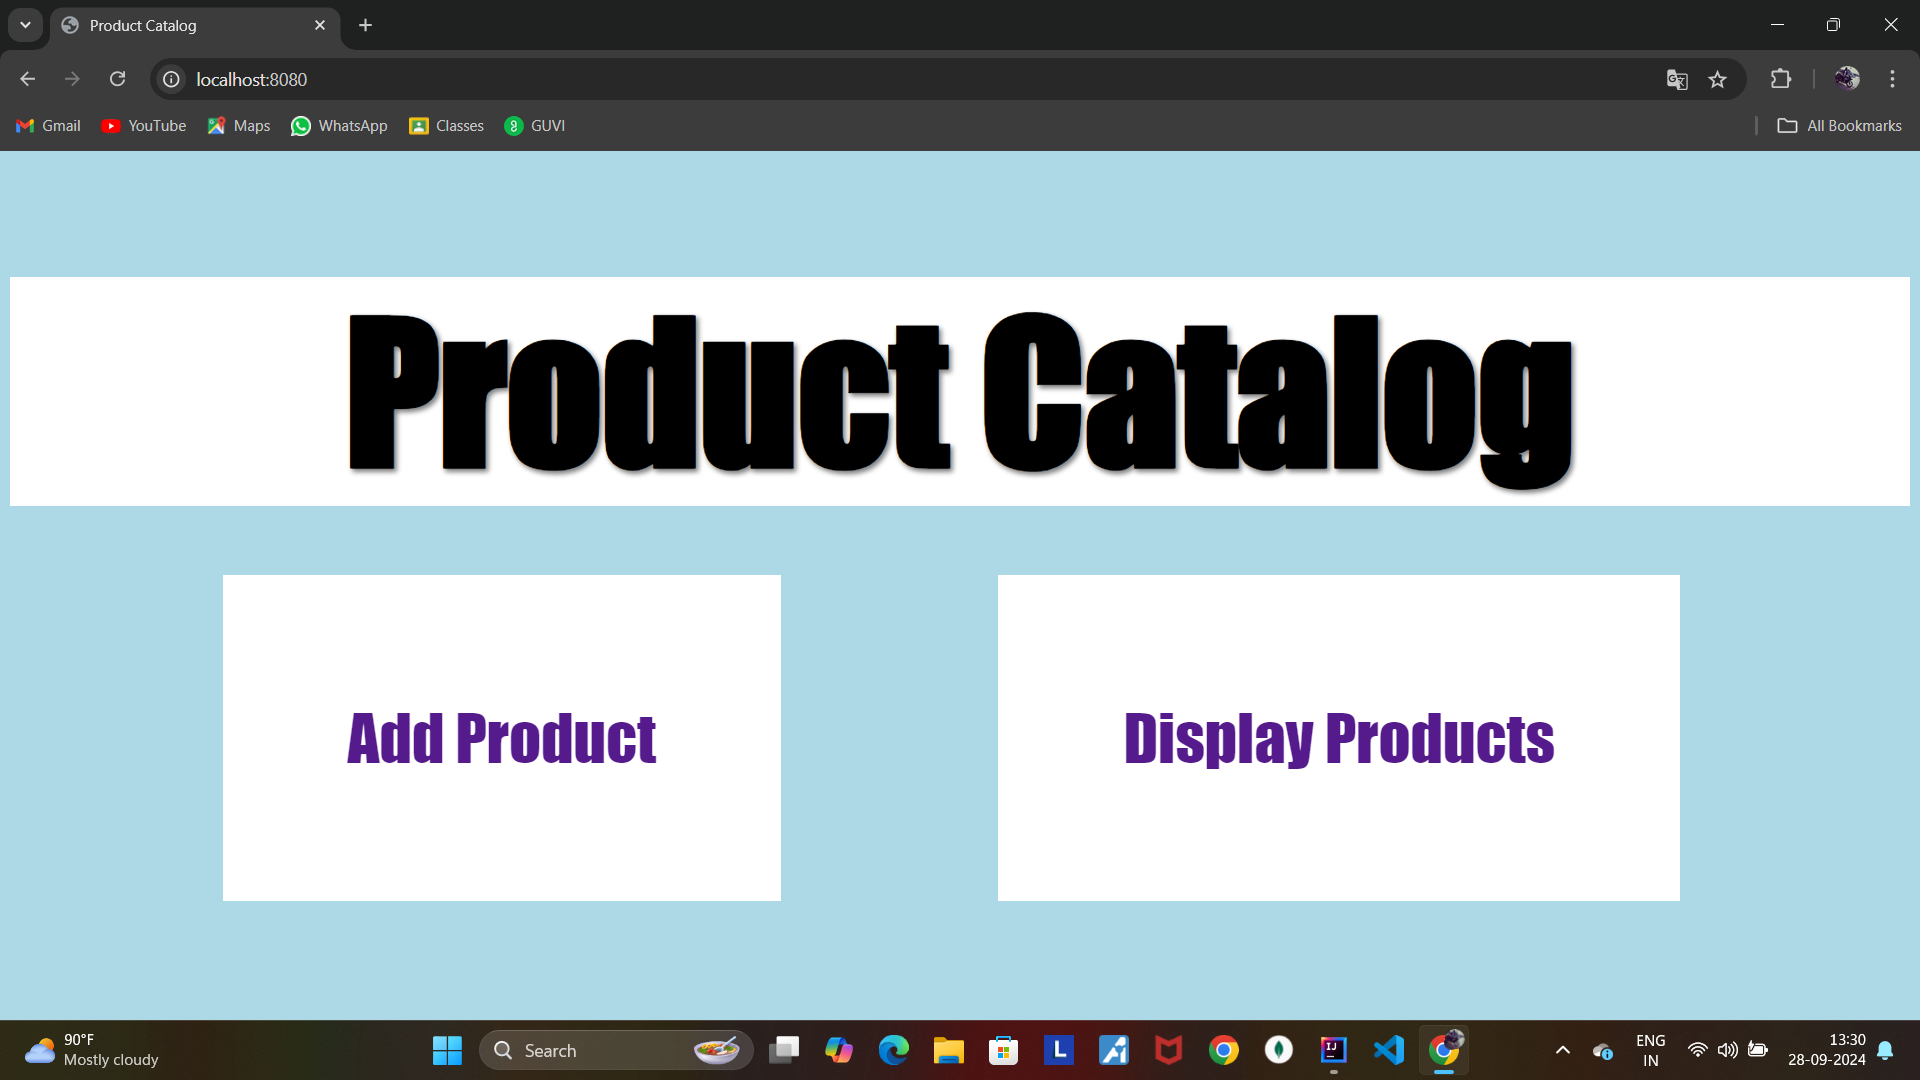 Product Catalog
localhost:8080
Gmail YouTube Maps WhatsApp Classes GUVI All Bookmarks
Product Catalog
Add Product Display Products
90°F
Mostly cloudy
Search
L
IJ
ENG
IN
13:30
28-09-2024